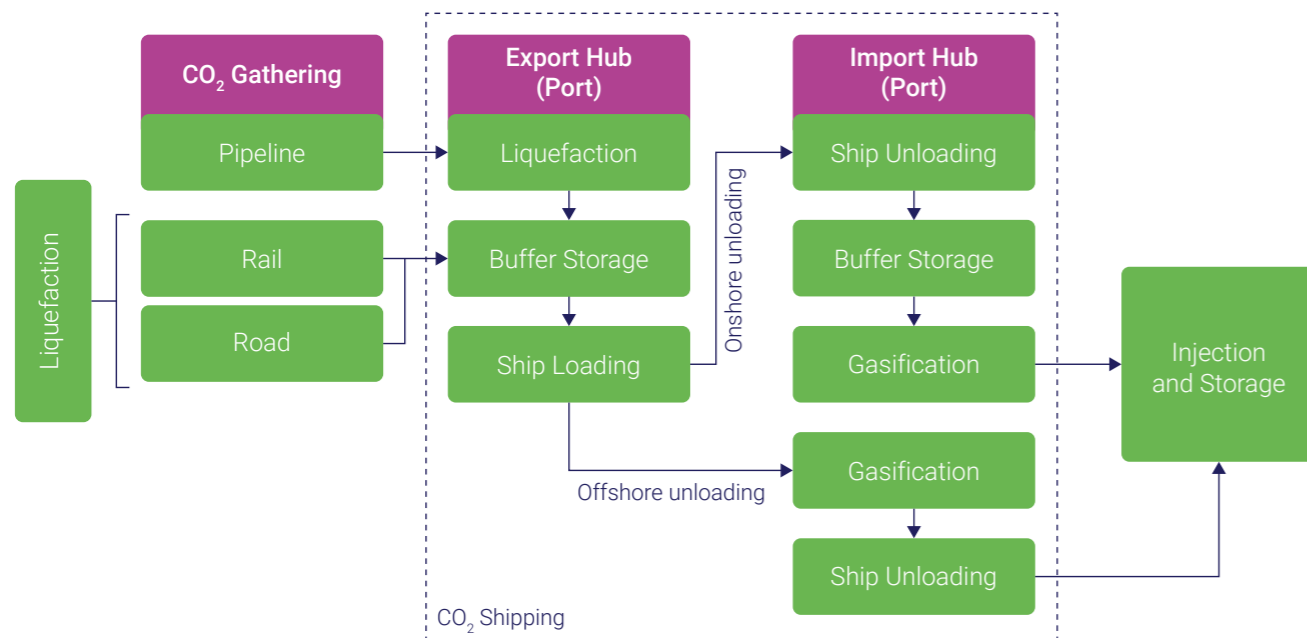 Liquefaction
CO₂ Gathering
Pipeline
Rail
Road
Export Hub
(Port)
Liquefaction
Buffer Storage
Ship Loading
Onshore unloading
Offshore unloading
Import Hub
(Port)
Ship Unloading
Buffer Storage
Gasification
Gasification
Ship Unloading
Injection
and Storage
CO₂ Shipping